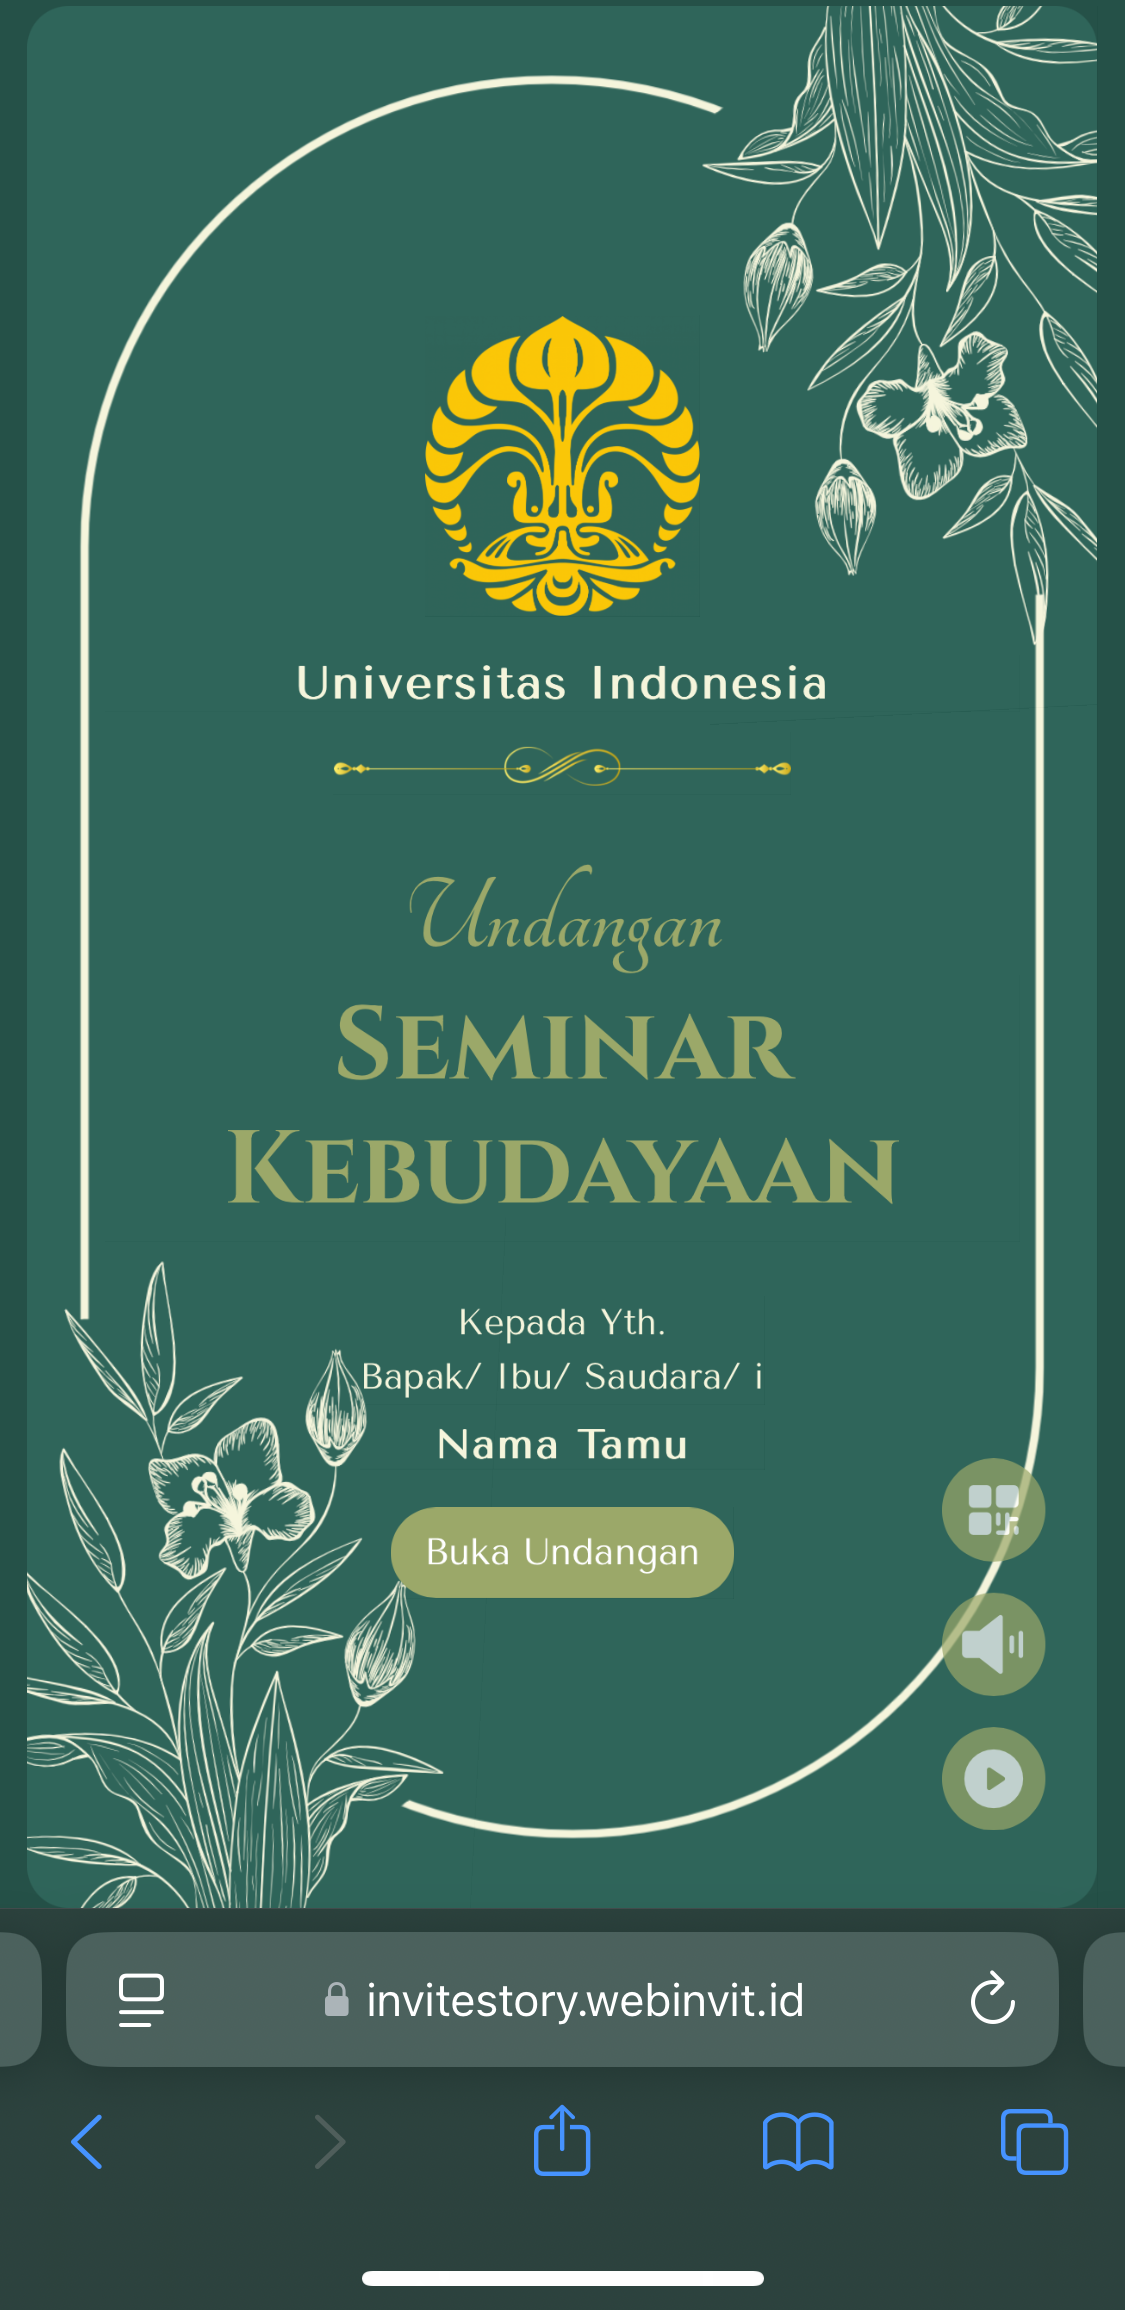 Universitas Indonesia
Undangan
SEMINAR
KEBUDAYAAN
Kepada Yth.
Bapak/ Ibu/ Saudara/ i
Nama Tamu
Buka Undangan
invitestory.webinvit.id